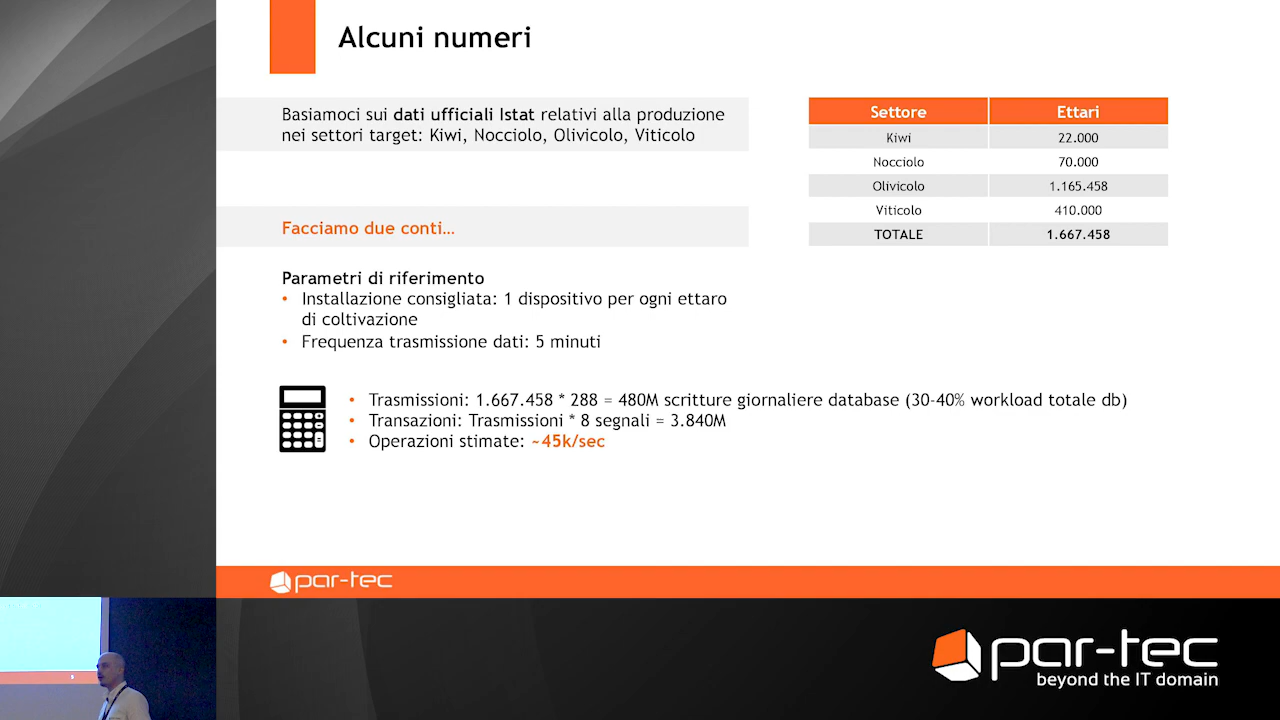 Alcuni numeri
Basiamoci sui dati ufficiali Istat relativi alla produzione
nei settori target: Kiwi, Nocciolo, Olivicolo, Viticolo
Settore Ettari
Kiwi 22.000
Nocciolo 70.000
Olivicolo 1.165.458
Viticolo 410.000
TOTALE 1.667.458
Facciamo due conti…
Parametri di riferimento
• Installazione consigliata: 1 dispositivo per ogni ettaro
di coltivazione
• Frequenza trasmissione dati: 5 minuti
• Trasmissioni: 1.667.458 * 288 = 480M scritture giornaliere database (30-40% workload totale db)
• Transazioni: Trasmissioni * 8 segnali = 3.840M
• Operazioni stimate: ~45k/sec
par-tec
par-tec
beyond the IT domain